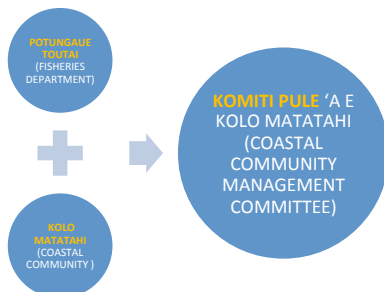 POTUNGAUE
TOUTAI
(FISHERIES
DEPARTMENT)
KOLO
MATATAHI
(COASTAL
COMMUNITY )
KOMITI PULE ‘A E
KOLO MATATAHI
(COASTAL
COMMUNITY
MANAGEMENT
COMMITTEE)